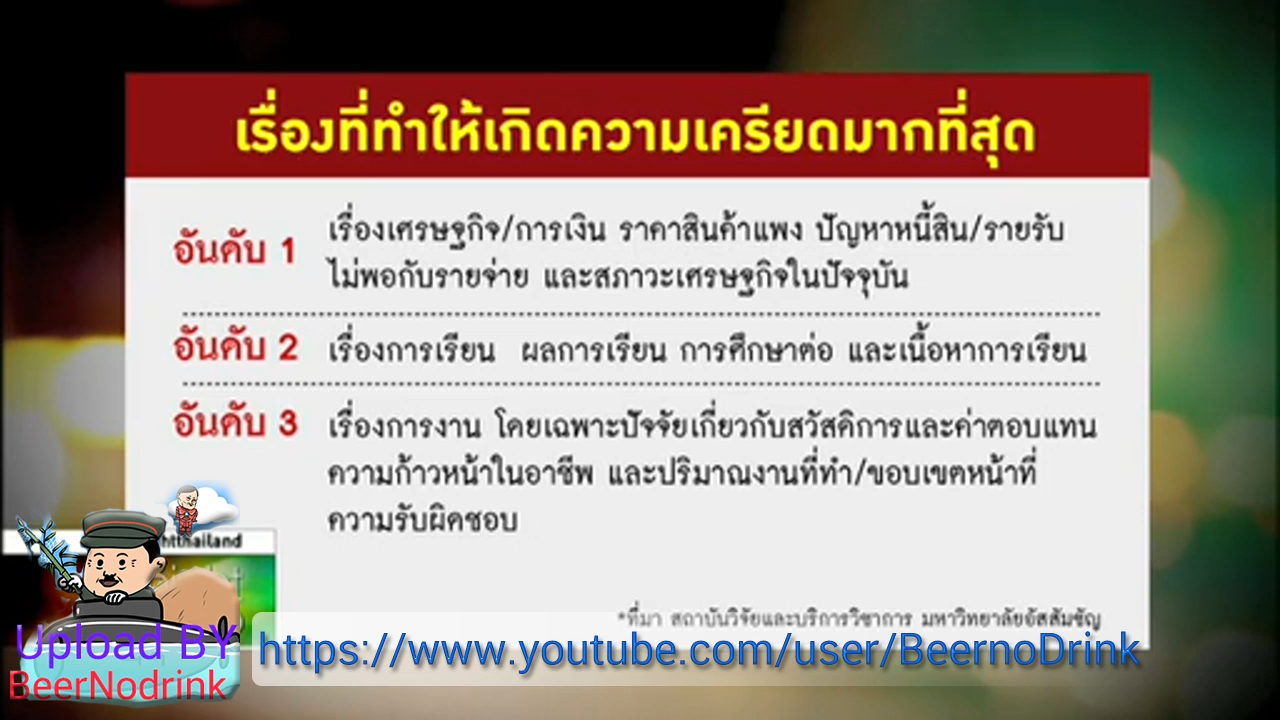 เรื่องที่ทำให้เกิดความเครียดมากที่สุด
อันดับ 1 เรื่องเศรษฐกิจ/การเงิน ราคาสินค้าแพง ปัญหาหนี้สิน/รายรับ
ไม่พอกับรายจ่าย และสภาวะเศรษฐกิจในปัจจุบัน
อันดับ 2 เรื่องการเรียน ผลการเรียน การศึกษาต่อ และเนื้อหาการเรียน
อันดับ 3 เรื่องการงาน โดยเฉพาะปัจจัยเกี่ยวกับสวัสดิการและค่าตอบแทน
ความก้าวหน้าในอาชีพ และปริมาณงานที่ทำ/ขอบเขตหน้าที่
ความรับผิดชอบ
*ที่มา สถาบันวิจัยและบริการวิชาการ มหาวิทยาลัยอัสสัมชัญ
Upload BY
BeerNodrink
https://www.youtube.com/user/BeernoDrink